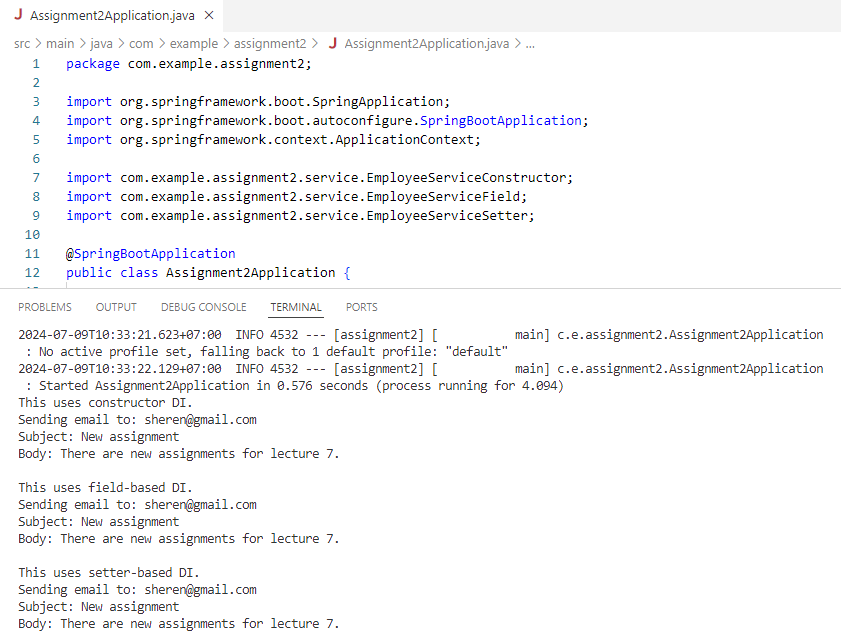 J Assignment2Application.java ×
src > main > java > com > example > assignment2 > J Assignment2Application.java > ...
1 package com.example.assignment2;
2
3 import org.springframework.boot.SpringApplication;
4 import org.springframework.boot.autoconfigure.SpringBootApplication;
5 import org.springframework.context.ApplicationContext;
6
7 import com.example.assignment2.service.EmployeeServiceConstructor;
8 import com.example.assignment2.service.EmployeeServiceField;
9 import com.example.assignment2.service.EmployeeServiceSetter;
10
11 @SpringBootApplication
12 public class Assignment2Application {
PROBLEMS OUTPUT DEBUG CONSOLE TERMINAL PORTS
2024-07-09T10:33:21.623+07:00  INFO 4532 --- [assignment2] [           main] c.e.assignment2.Assignment2Application
 : No active profile set, falling back to 1 default profile: "default"
2024-07-09T10:33:22.129+07:00  INFO 4532 --- [assignment2] [           main] c.e.assignment2.Assignment2Application
 : Started Assignment2Application in 0.576 seconds (process running for 4.094)
This uses constructor DI.
Sending email to: sheren@gmail.com
Subject: New assignment
Body: There are new assignments for lecture 7.

This uses field-based DI.
Sending email to: sheren@gmail.com
Subject: New assignment
Body: There are new assignments for lecture 7.

This uses setter-based DI.
Sending email to: sheren@gmail.com
Subject: New assignment
Body: There are new assignments for lecture 7.